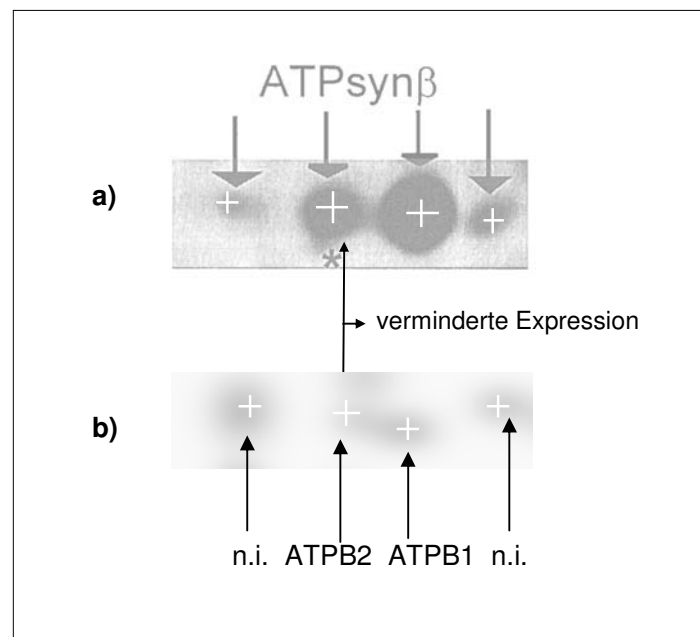 ATPsynβ
a)
*
verminderte Expression
b)
n.i. ATPB2 ATPB1 n.i.